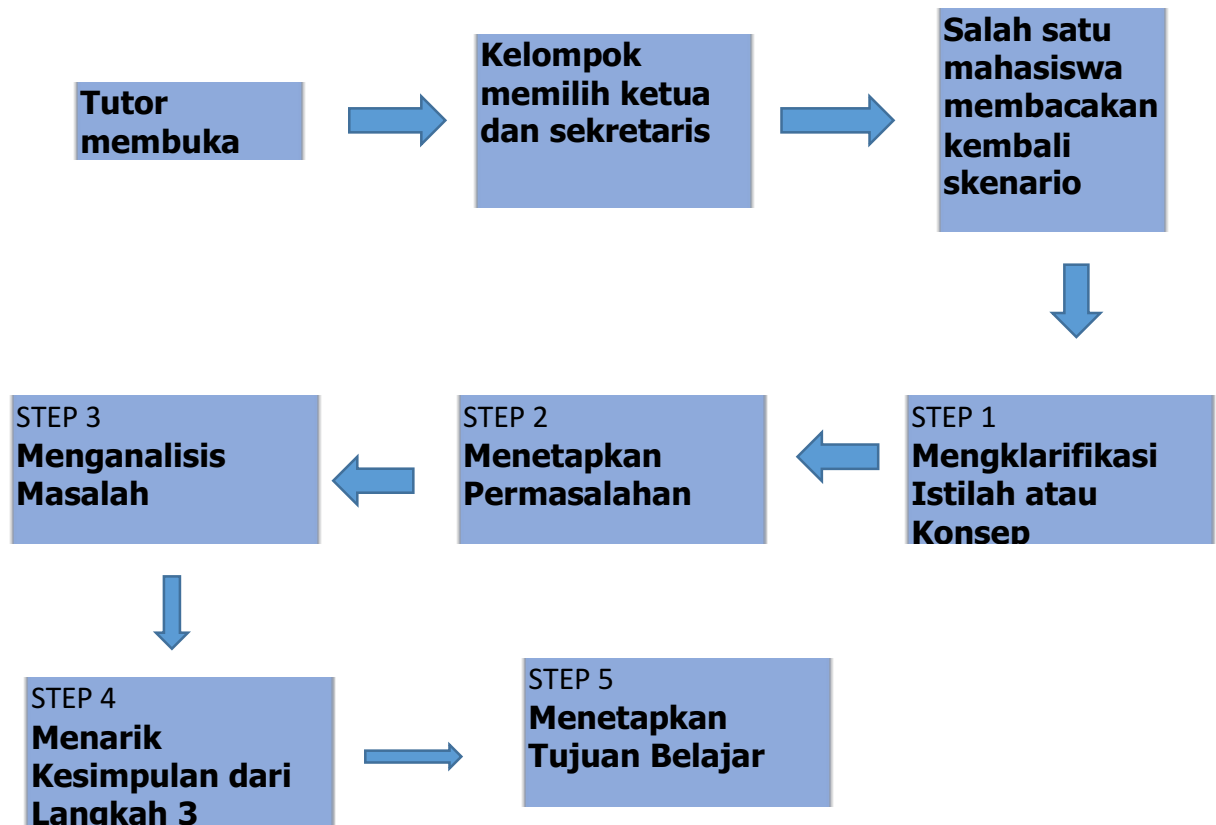 Tutor
membuka
Kelompok
memilih ketua
dan sekretaris
Salah satu
mahasiswa
membacakan
kembali
skenario
STEP 1
Mengklarifikasi
Istilah atau
Konsep
STEP 2
Menetapkan
Permasalahan
STEP 3
Menganalisis
Masalah
STEP 4
Menarik
Kesimpulan dari
Langkah 3
STEP 5
Menetapkan
Tujuan Belajar